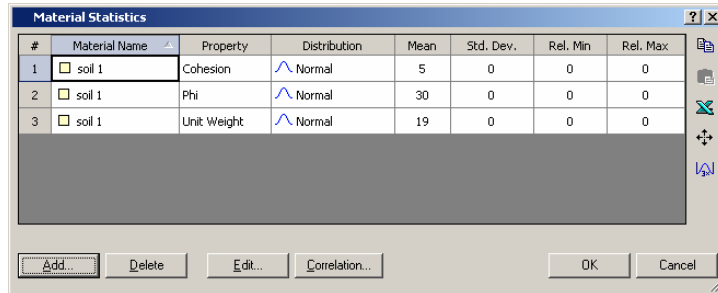 Material Statistics
# Material Name Property Distribution Mean Std. Dev. Rel. Min Rel. Max
1 soil 1 Cohesion Normal 5 0 0 0
2 soil 1 Phi Normal 30 0 0 0
3 soil 1 Unit Weight Normal 19 0 0 0
Add... Delete Edit... Correlation... OK Cancel